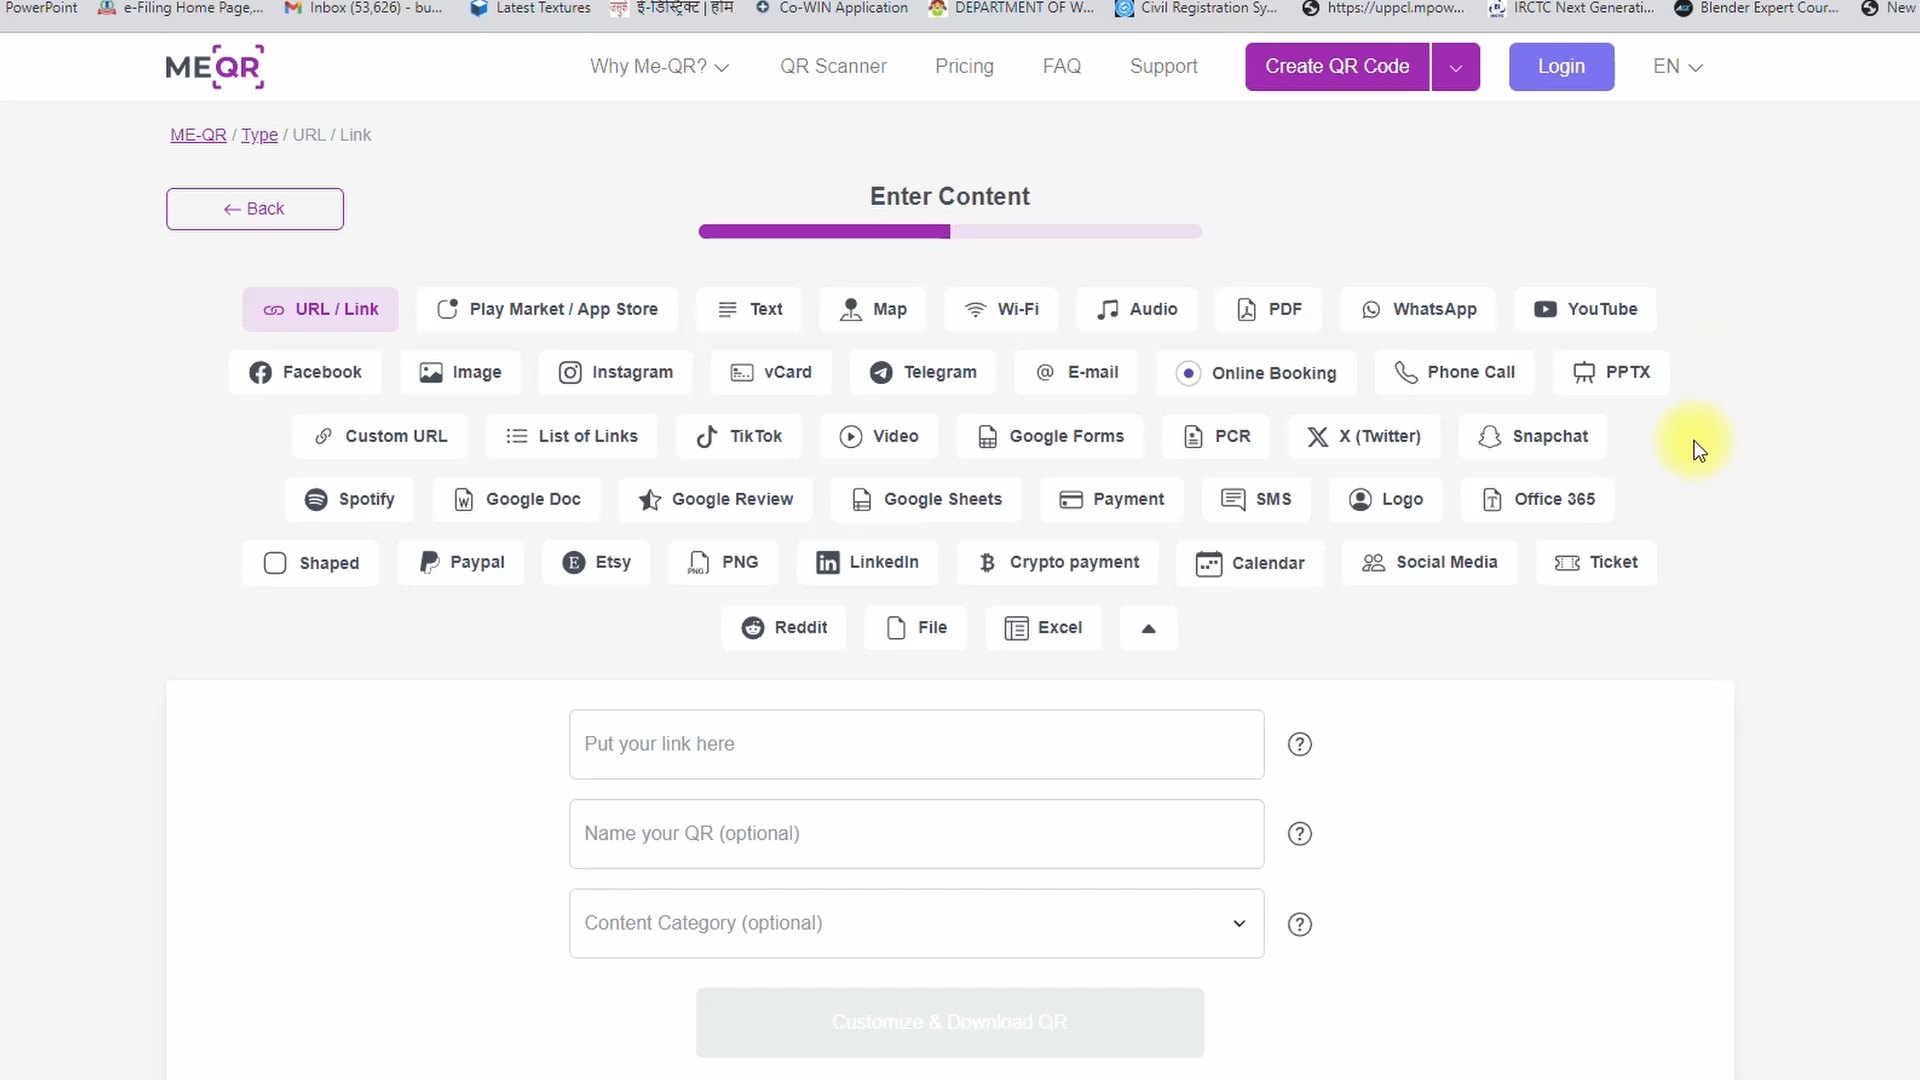 PowerPoint e-Filing Home Page,... Inbox (53,626) - bu... Latest Textures ई-डिस्ट्रिक्ट | होम Co-WIN Application DEPARTMENT OF W... Civil Registration Sy... https://uppcl.mpow... IRCTC Next Generati... Blender Expert Cour... New
MEQR Why Me-QR? QR Scanner Pricing FAQ Support Create QR Code Login EN
ME-QR / Type / URL / Link
← Back
Enter Content
URL / Link Play Market / App Store Text Map Wi-Fi Audio PDF WhatsApp YouTube
Facebook Image Instagram vCard Telegram E-mail Online Booking Phone Call PPTX
Custom URL List of Links TikTok Video Google Forms PCR X (Twitter) Snapchat
Spotify Google Doc Google Review Google Sheets Payment SMS Logo Office 365
Shaped Paypal Etsy PNG LinkedIn Crypto payment Calendar Social Media Ticket
Reddit File Excel
Put your link here
Name your QR (optional)
Content Category (optional)
Customize & Download QR